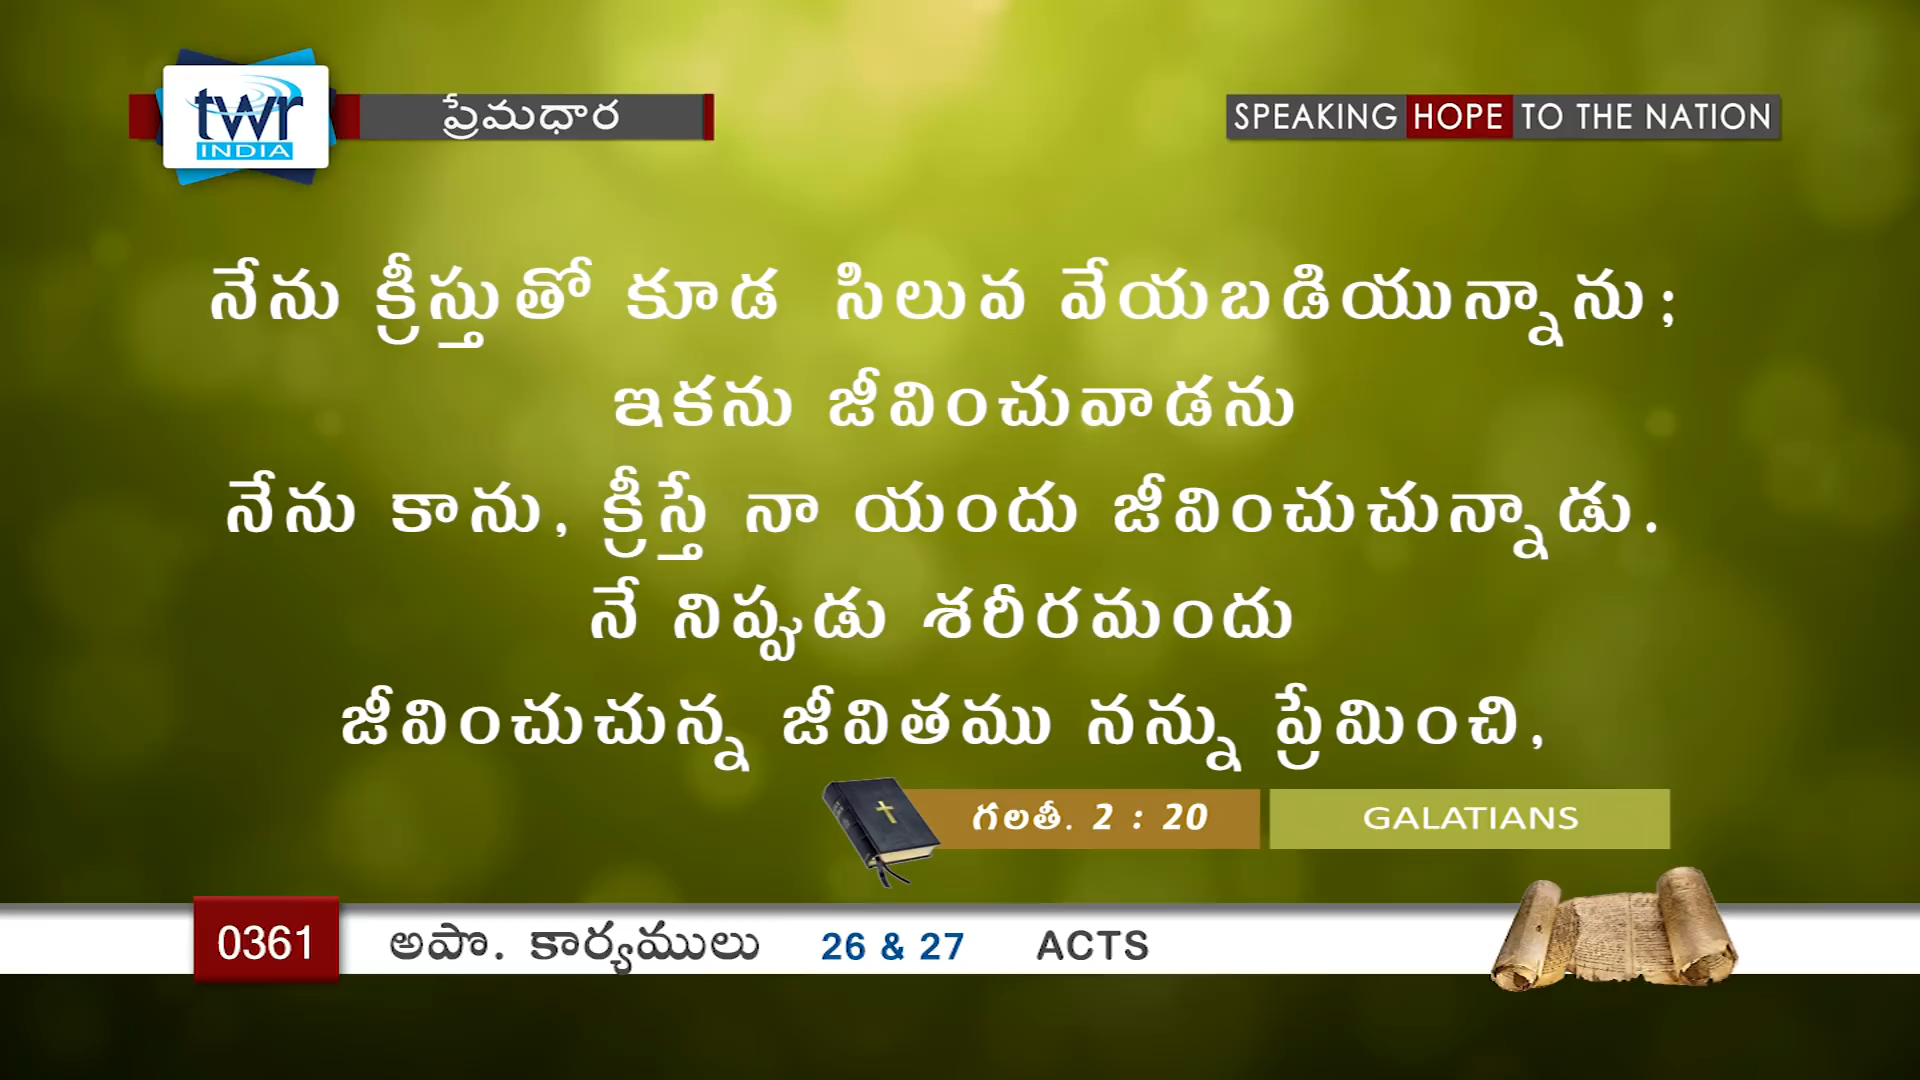 twr
INDIA
ప్రేమధార
SPEAKING HOPE TO THE NATION
నేను క్రీస్తుతో కూడ సిలువ వేయబడియున్నాను;
ఇకను జీవించువాడను
నేను కాను, క్రీస్తే నా యందు జీవించుచున్నాడు.
నే నిప్పుడు శరీరమందు
జీవించుచున్న జీవితము నన్ను ప్రేమించి,
గలతీ. 2 : 20
GALATIANS
0361
అపొ. కార్యములు 26 & 27 ACTS